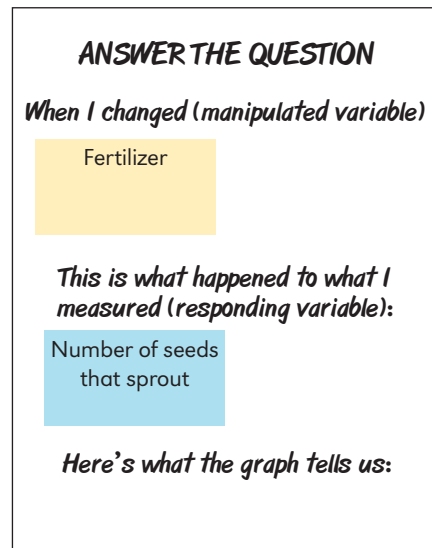 ANSWER THE QUESTION
When I changed (manipulated variable)
Fertilizer
This is what happened to what I
measured (responding variable):
Number of seeds
that sprout
Here's what the graph tells us: